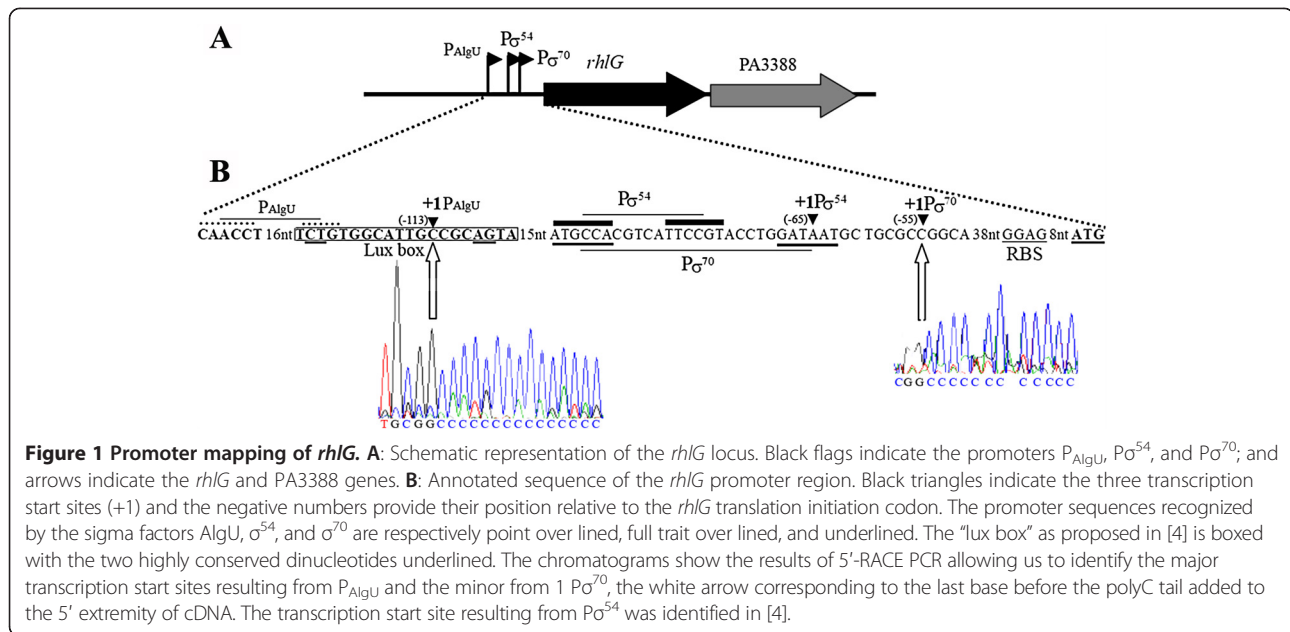 A
PAlgU
Pσ54
Pσ70
rhlG
PA3388
B
PAlgU
(-113)
+1PAlgU
Pσ54
+1Pσ54
(-65)
+1Pσ70
(-55)
CAACCT 16nt TCTGTGGCATTGCCGCAGTA 15nt ATGCCACGTCATTCCGTACCTGGATAATGCTGCGCCGGCA 38nt GGAG 8nt ATG
Lux box
Pσ70
RBS
TGCGGCCCCCCCCCCCCCCC
CGGCCCCCCC CCCCC
Figure 1 Promoter mapping of rhlG. A: Schematic representation of the rhlG locus. Black flags indicate the promoters PAlgU, Pσ54, and Pσ70; and
arrows indicate the rhlG and PA3388 genes. B: Annotated sequence of the rhlG promoter region. Black triangles indicate the three transcription
start sites (+1) and the negative numbers provide their position relative to the rhlG translation initiation codon. The promoter sequences recognized
by the sigma factors AlgU, σ54, and σ70 are respectively point over lined, full trait over lined, and underlined. The “lux box” as proposed in [4] is boxed
with the two highly conserved dinucleotides underlined. The chromatograms show the results of 5′-RACE PCR allowing us to identify the major
transcription start sites resulting from PAlgU and the minor from 1 Pσ70, the white arrow corresponding to the last base before the polyC tail added to
the 5′ extremity of cDNA. The transcription start site resulting from Pσ54 was identified in [4].